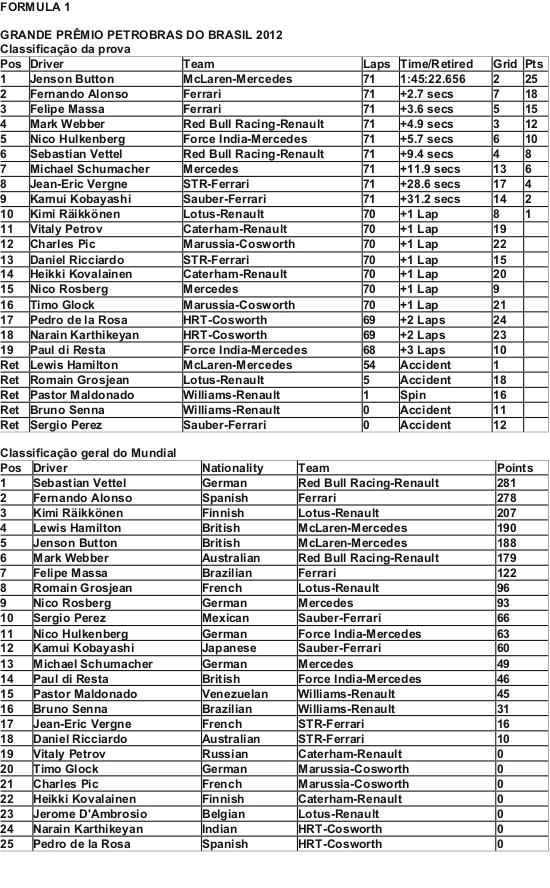 FORMULA 1
GRANDE PRÊMIO PETROBRAS DO BRASIL 2012
Classificação da prova
Pos Driver Team Laps Time/Retired Grid Pts
1 Jenson Button McLaren-Mercedes 71 1:45:22.656 2 25
2 Fernando Alonso Ferrari 71 +2.7 secs 7 18
3 Felipe Massa Ferrari 71 +3.6 secs 5 15
4 Mark Webber Red Bull Racing-Renault 71 +4.9 secs 3 12
5 Nico Hulkenberg Force India-Mercedes 71 +5.7 secs 6 10
6 Sebastian Vettel Red Bull Racing-Renault 71 +9.4 secs 4 8
7 Michael Schumacher Mercedes 71 +11.9 secs 13 6
8 Jean-Eric Vergne STR-Ferrari 71 +28.6 secs 17 4
9 Kamui Kobayashi Sauber-Ferrari 71 +31.2 secs 14 2
10 Kimi Räikkönen Lotus-Renault 70 +1 Lap 8 1
11 Vitaly Petrov Caterham-Renault 70 +1 Lap 19
12 Charles Pic Marussia-Cosworth 70 +1 Lap 22
13 Daniel Ricciardo STR-Ferrari 70 +1 Lap 15
14 Heikki Kovalainen Caterham-Renault 70 +1 Lap 20
15 Nico Rosberg Mercedes 70 +1 Lap 9
16 Timo Glock Marussia-Cosworth 70 +1 Lap 21
17 Pedro de la Rosa HRT-Cosworth 69 +2 Laps 24
18 Narain Karthikeyan HRT-Cosworth 69 +2 Laps 23
19 Paul di Resta Force India-Mercedes 68 +3 Laps 10
Ret Lewis Hamilton McLaren-Mercedes 54 Accident 1
Ret Romain Grosjean Lotus-Renault 5 Accident 18
Ret Pastor Maldonado Williams-Renault 1 Spin 16
Ret Bruno Senna Williams-Renault 0 Accident 11
Ret Sergio Perez Sauber-Ferrari 0 Accident 12
Classificação geral do Mundial
Pos Driver Nationality Team Points
1 Sebastian Vettel German Red Bull Racing-Renault 281
2 Fernando Alonso Spanish Ferrari 278
3 Kimi Räikkönen Finnish Lotus-Renault 207
4 Lewis Hamilton British McLaren-Mercedes 190
5 Jenson Button British McLaren-Mercedes 188
6 Mark Webber Australian Red Bull Racing-Renault 179
7 Felipe Massa Brazilian Ferrari 122
8 Romain Grosjean French Lotus-Renault 96
9 Nico Rosberg German Mercedes 93
10 Sergio Perez Mexican Sauber-Ferrari 66
11 Nico Hulkenberg German Force India-Mercedes 63
12 Kamui Kobayashi Japanese Sauber-Ferrari 60
13 Michael Schumacher German Mercedes 49
14 Paul di Resta British Force India-Mercedes 46
15 Pastor Maldonado Venezuelan Williams-Renault 45
16 Bruno Senna Brazilian Williams-Renault 31
17 Jean-Eric Vergne French STR-Ferrari 16
18 Daniel Ricciardo Australian STR-Ferrari 10
19 Vitaly Petrov Russian Caterham-Renault 0
20 Timo Glock German Marussia-Cosworth 0
21 Charles Pic French Marussia-Cosworth 0
22 Heikki Kovalainen Finnish Caterham-Renault 0
23 Jerome D'Ambrosio Belgian Lotus-Renault 0
24 Narain Karthikeyan Indian HRT-Cosworth 0
25 Pedro de la Rosa Spanish HRT-Cosworth 0